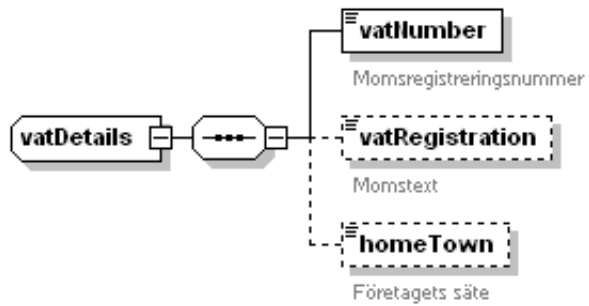 vatNumber
Momsregistreringsnummer
vatDetails
vatRegistration
Momstext
homeTown
Företagets säte